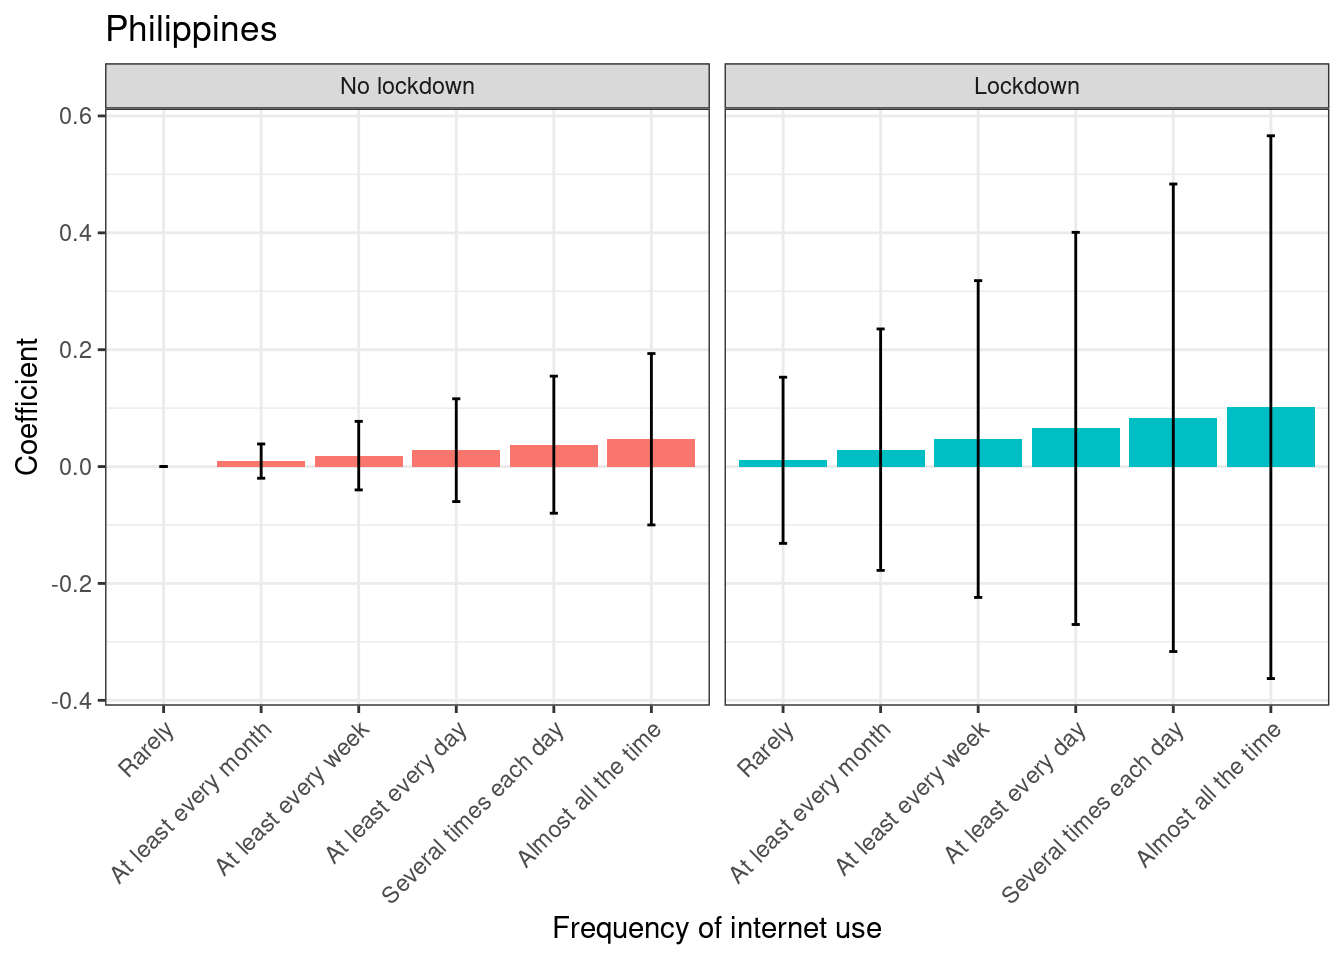 Philippines
No lockdown
Lockdown
0.6
0.4
0.2
0.0
-0.2
-0.4
Coefficient
Rarely
At least every month
At least every week
At least every day
Several times each day
Almost all the time
Rarely
At least every month
At least every week
At least every day
Several times each day
Almost all the time
Frequency of internet use